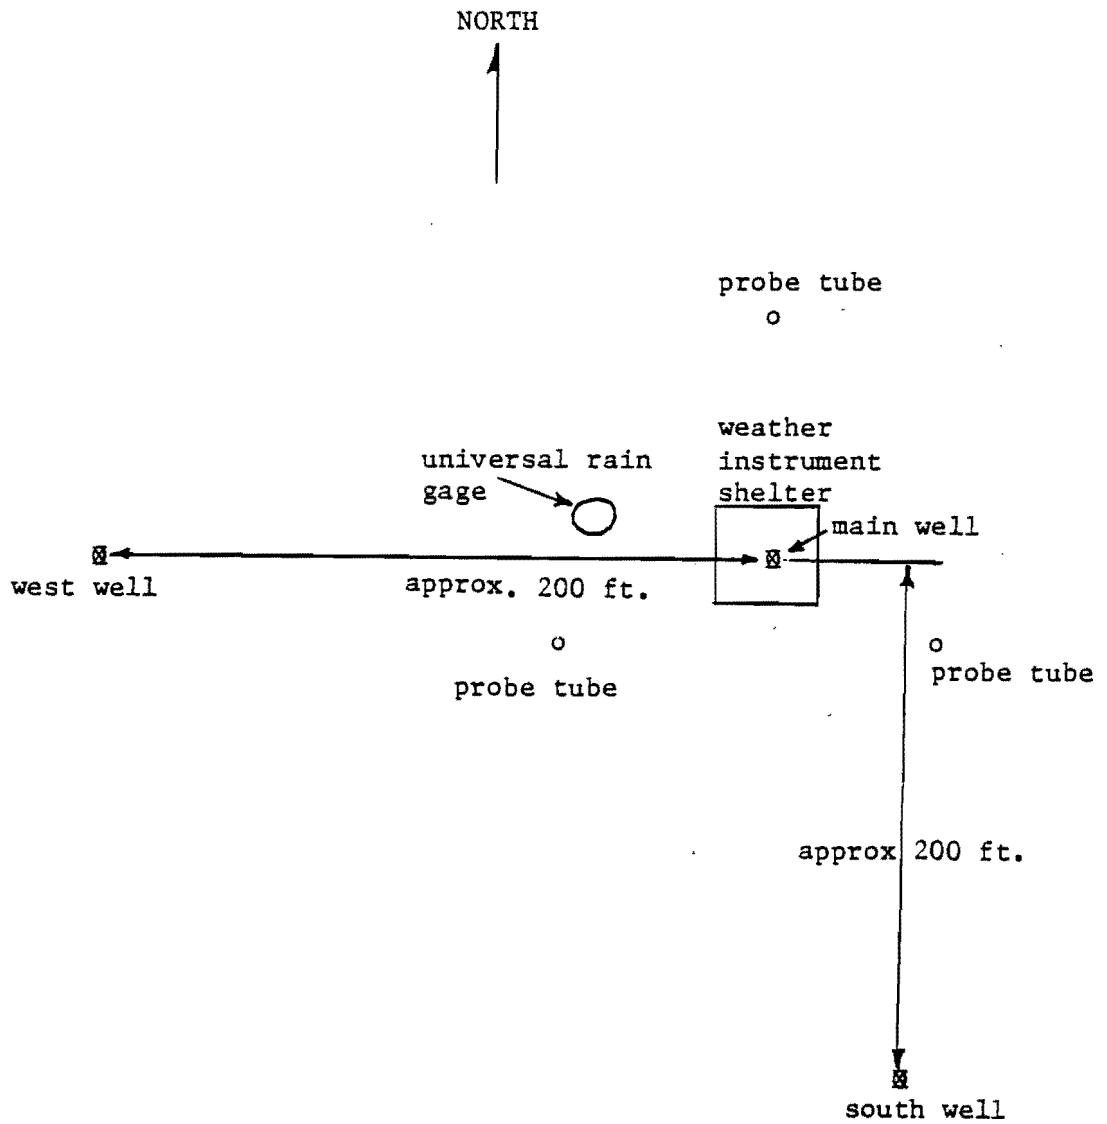 NORTH
probe tube
weather
instrument
shelter
universal rain
gage
main well
west well
approx. 200 ft.
probe tube
probe tube
approx 200 ft.
south well